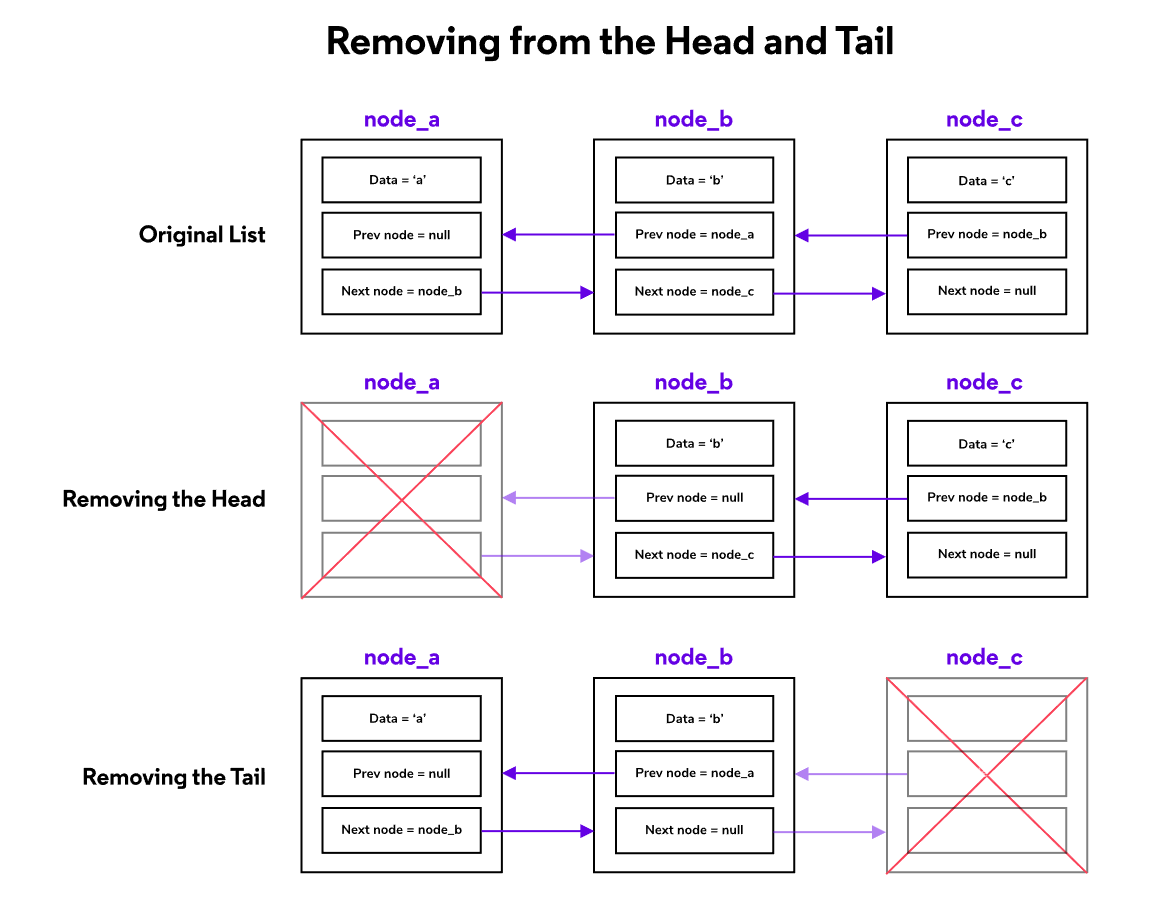 Removing from the Head and Tail
node_a
node_b
node_c
Original List
Data = ‘a’
Prev node = null
Next node = node_b
Data = ‘b’
Prev node = node_a
Next node = node_c
Data = ‘c’
Prev node = node_b
Next node = null
node_a
node_b
node_c
Removing the Head
Data = ‘b’
Prev node = null
Next node = node_c
Data = ‘c’
Prev node = node_b
Next node = null
node_a
node_b
node_c
Removing the Tail
Data = ‘a’
Prev node = null
Next node = node_b
Data = ‘b’
Prev node = node_a
Next node = null